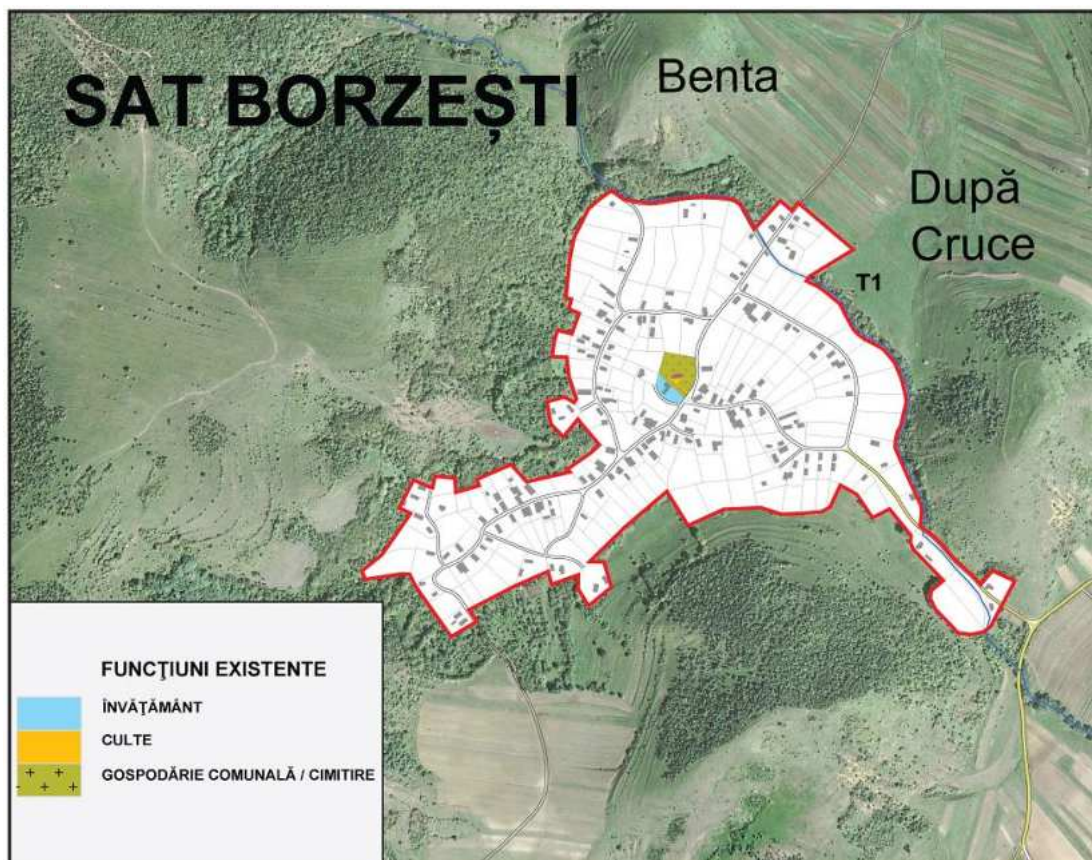 SAT BORZEȘTI
Benta
După
Cruce
T1
FUNCŢIUNI EXISTENTE
ÎNVĂŢĂMÂNT
CULTE
GOSPODĂRIE COMUNALĂ / CIMITIRE